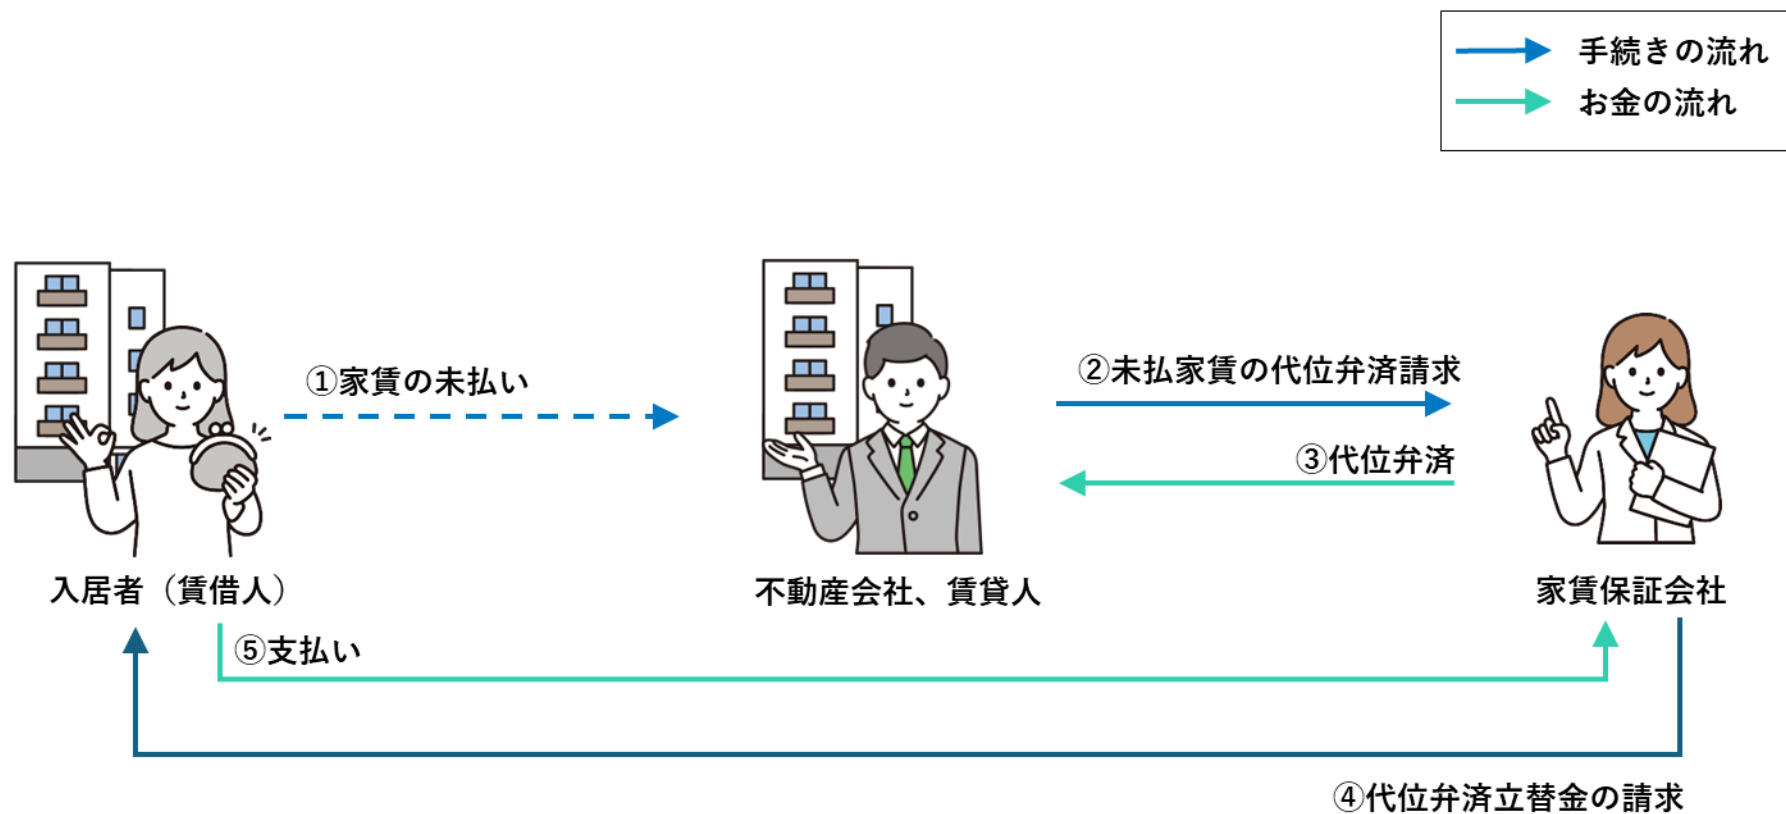 手続きの流れ
お金の流れ
①家賃の未払い
②未払家賃の代位弁済請求
③代位弁済
入居者（賃借人）
不動産会社、賃貸人
家賃保証会社
⑤支払い
④代位弁済立替金の請求